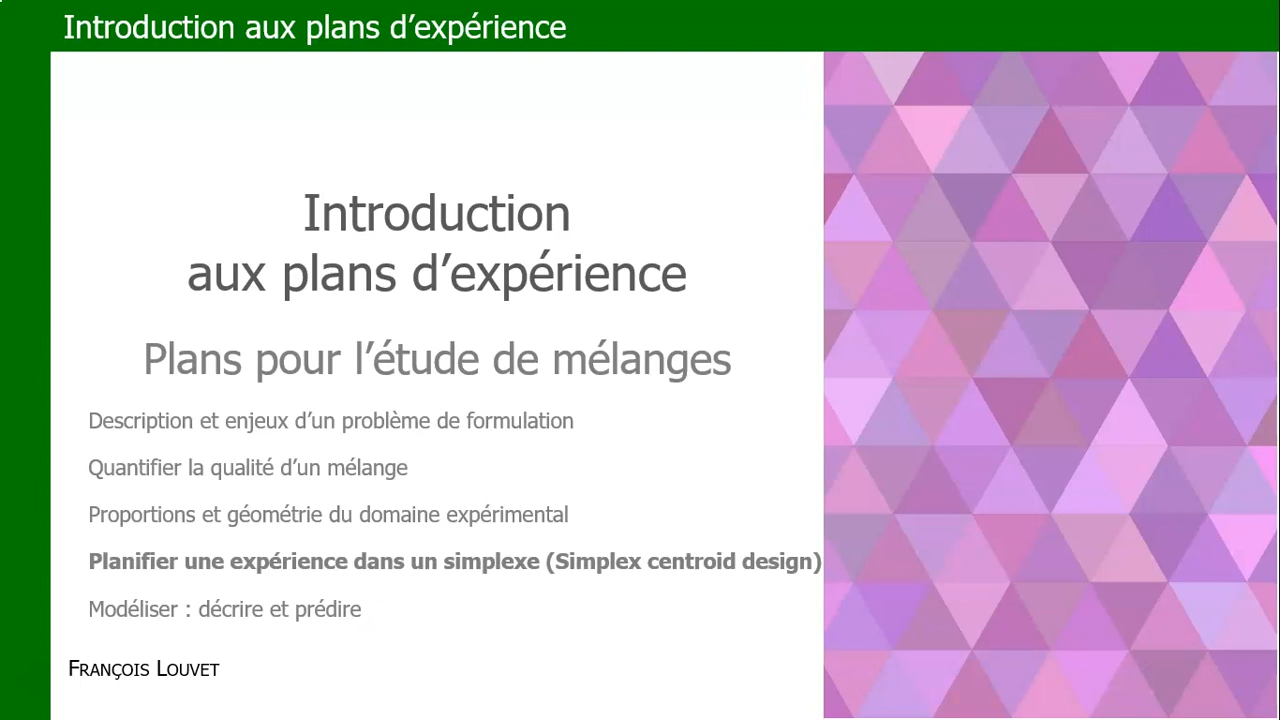 Introduction aux plans d’expérience
Introduction
aux plans d’expérience
Plans pour l’étude de mélanges
Description et enjeux d’un problème de formulation
Quantifier la qualité d’un mélange
Proportions et géométrie du domaine expérimental
Planifier une expérience dans un simplexe (Simplex centroid design)
Modéliser : décrire et prédire
FRANÇOIS LOUVET